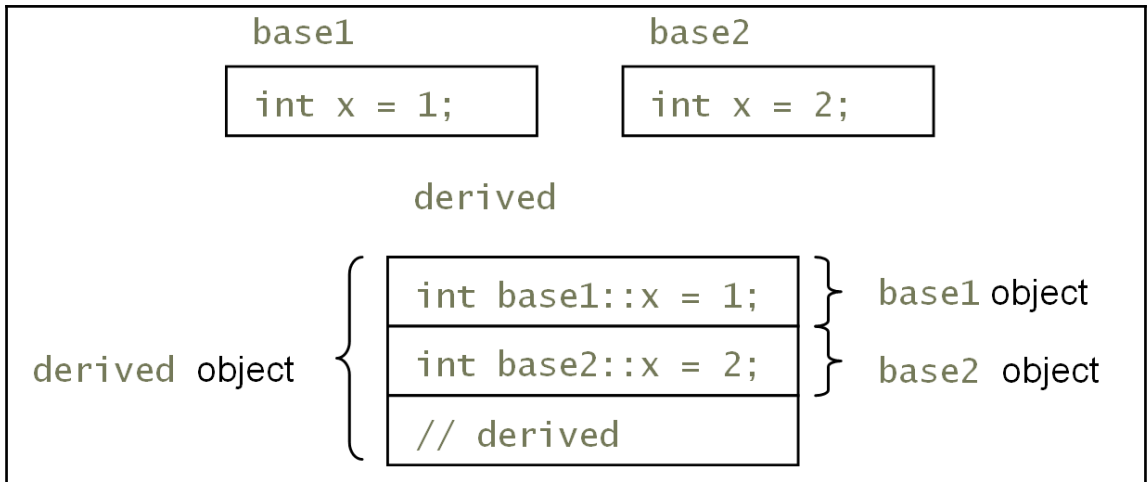 base1 base2
int x = 1; int x = 2;
derived
int base1::x = 1; base1 object
derived object int base2::x = 2; base2 object
// derived